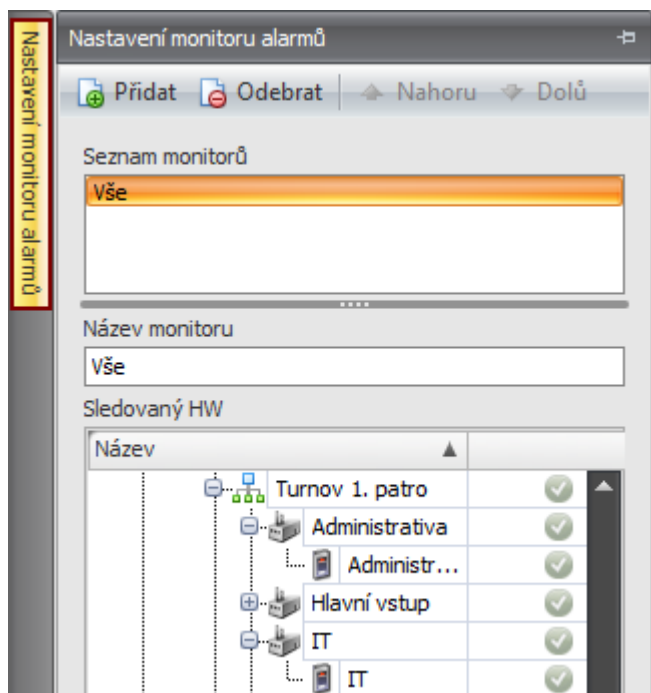 Nastavení monitoru alarmů
Nastavení monitoru alarmů
Přidat Odebrat Nahoru Dolů
Seznam monitorů
Vše
Název monitoru
Vše
Sledovaný HW
Název
Turnov 1. patro
Administrativa
Administr...
Hlavní vstup
IT
IT